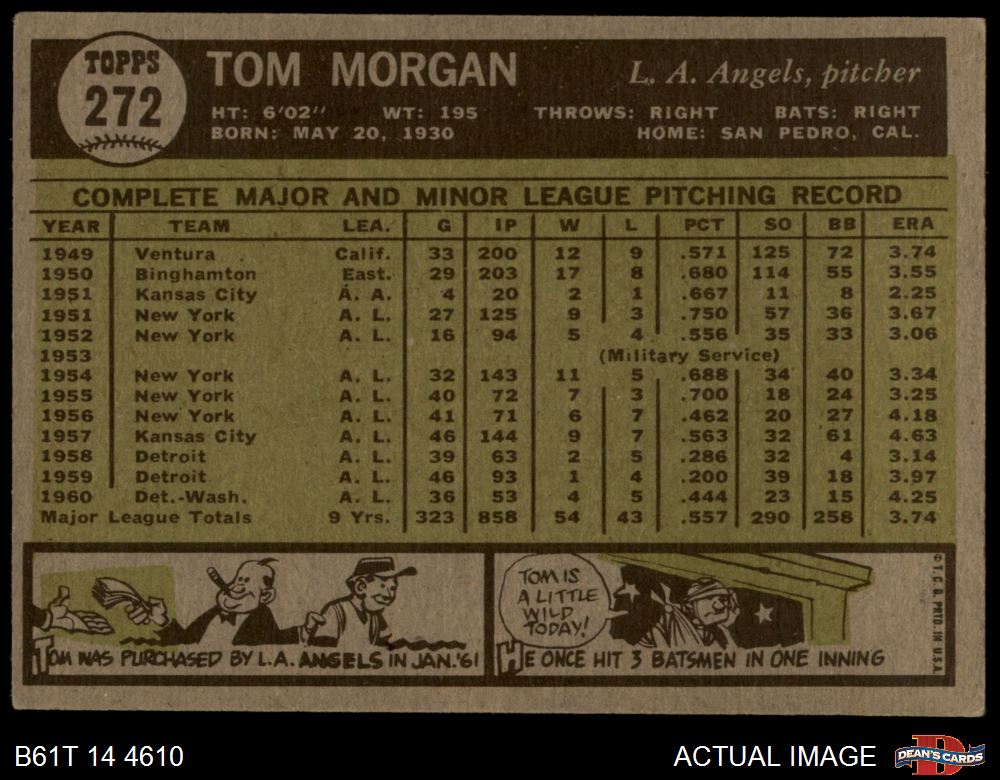 TOPPS
272
TOM MORGAN
L. A. Angels, pitcher
HT: 6'02" WT: 195 THROWS: RIGHT BATS: RIGHT
BORN: MAY 20, 1930 HOME: SAN PEDRO, CAL.
COMPLETE MAJOR AND MINOR LEAGUE PITCHING RECORD
YEAR TEAM LEA. G IP W L PCT SO BB ERA
1949 Ventura Calif. 33 200 12 9 .571 125 72 3.74
1950 Binghamton East. 29 203 17 8 .680 114 55 3.55
1951 Kansas City A. A. 4 20 2 1 .667 11 8 2.25
1951 New York A. L. 27 125 9 3 .750 57 36 3.67
1952 New York A. L. 16 94 5 4 .556 35 33 3.06
1953 (Military Service)
1954 New York A. L. 32 143 11 5 .688 34 40 3.34
1955 New York A. L. 40 72 7 3 .700 18 24 3.25
1956 New York A. L. 41 71 6 7 .462 20 27 4.18
1957 Kansas City A. L. 46 144 9 7 .563 32 61 4.63
1958 Detroit A. L. 39 63 2 5 .286 32 4 3.14
1959 Detroit A. L. 46 93 1 4 .200 39 18 3.97
1960 Det.-Wash. A. L. 36 53 4 5 .444 23 15 4.25
Major League Totals 9 Yrs. 323 858 54 43 .557 290 258 3.74
TOM WAS PURCHASED BY L.A. ANGELS IN JAN. '61
TOM IS
A LITTLE
WILD
TODAY!
HE ONCE HIT 3 BATSMEN IN ONE INNING
© T. C. G. PRTD. IN U.S.A.
B61T 14 4610
ACTUAL IMAGE
D
DEAN'S CARDS